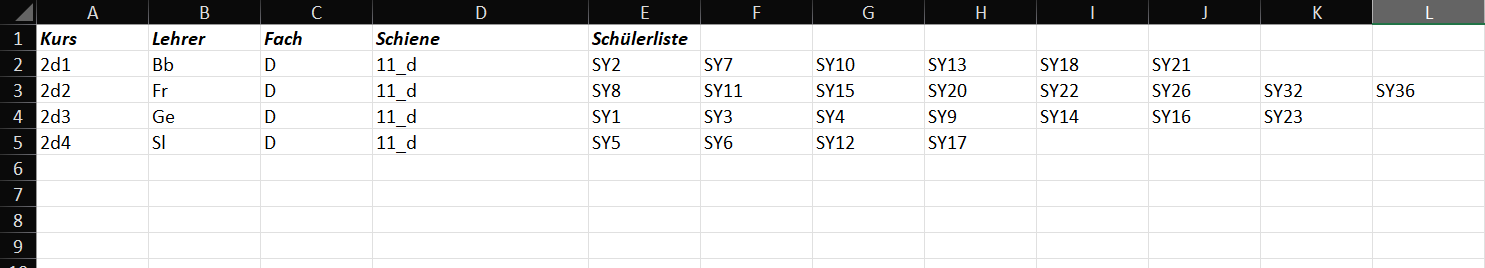 A B C D E F G H I J K L
1 Kurs Lehrer Fach Schiene Schülerliste
2 2d1 Bb D 11_d SY2 SY7 SY10 SY13 SY18 SY21
3 2d2 Fr D 11_d SY8 SY11 SY15 SY20 SY22 SY26 SY32 SY36
4 2d3 Ge D 11_d SY1 SY3 SY4 SY9 SY14 SY16 SY23
5 2d4 Sl D 11_d SY5 SY6 SY12 SY17
6
7
8
9